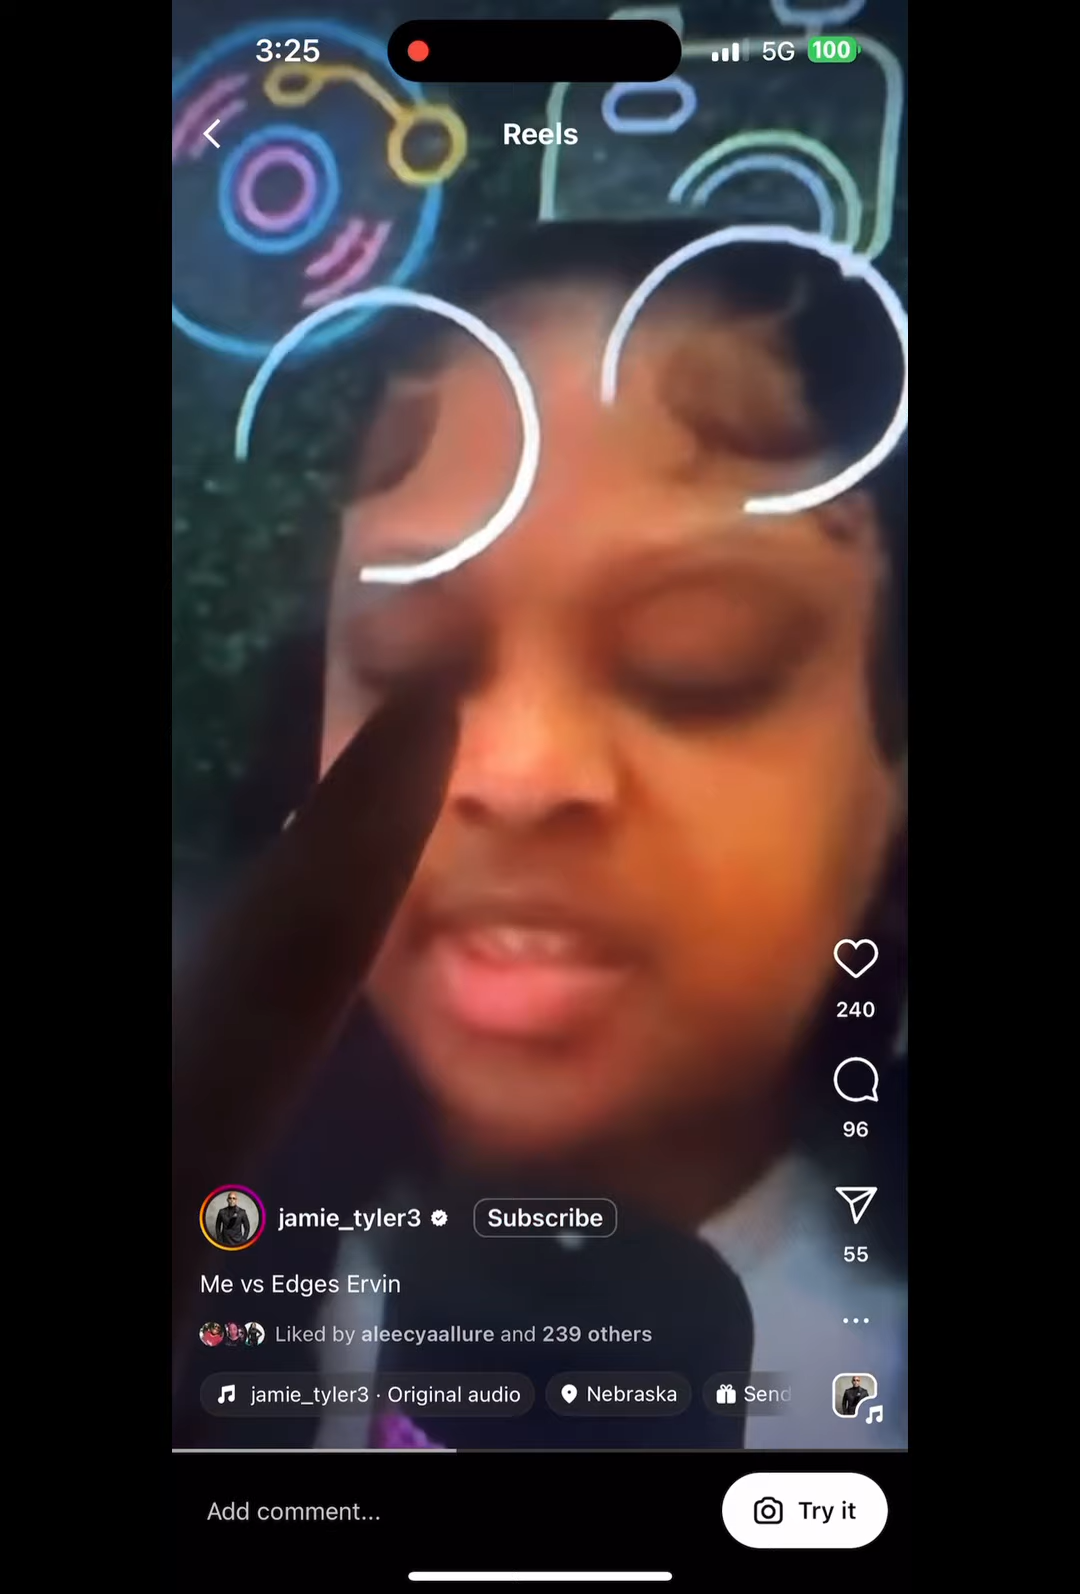 3:25
5G
100
Reels
240
96
55
jamie_tyler3
Subscribe
Me vs Edges Ervin
Liked by aleecyaallure and 239 others
jamie_tyler3 · Original audio
Nebraska
Send
Add comment...
Try it